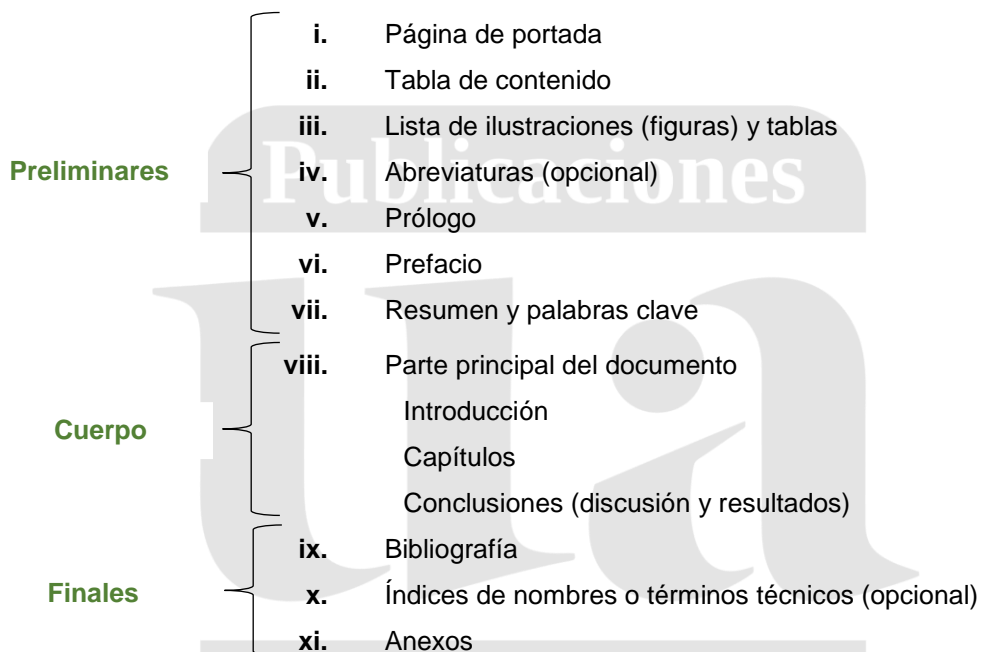 i. Página de portada
ii. Tabla de contenido
iii. Lista de ilustraciones (figuras) y tablas
Publicaciones
Preliminares
iv. Abreviaturas (opcional)
v. Prólogo
vi. Prefacio
vii. Resumen y palabras clave
uia
viii. Parte principal del documento
Introducción
Cuerpo
Capítulos
Conclusiones (discusión y resultados)
ix. Bibliografía
Finales
x. Índices de nombres o términos técnicos (opcional)
xi. Anexos